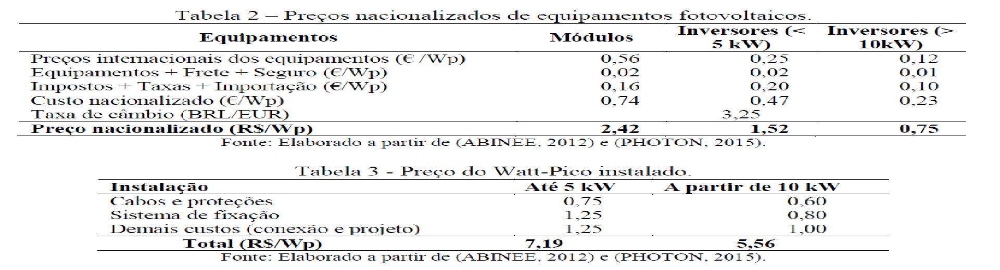 Tabela 2 – Preços nacionalizados de equipamentos fotovoltaicos.
Equipamentos Módulos Inversores (< 5 kW) Inversores (> 10kW)
Preços internacionais dos equipamentos (€ /Wp) 0,56 0,25 0,12
Equipamentos + Frete + Seguro (€/Wp) 0,02 0,02 0,01
Impostos + Taxas + Importação (€/Wp) 0,16 0,20 0,10
Custo nacionalizado (€/Wp) 0,74 0,47 0,23
Taxa de câmbio (BRL/EUR) 3,25
Preço nacionalizado (R$/Wp) 2,42 1,52 0,75
Fonte: Elaborado a partir de (ABINEE, 2012) e (PHOTON, 2015).
Tabela 3 - Preço do Watt-Pico instalado.
Instalação Até 5 kW A partir de 10 kW
Cabos e proteções 0,75 0,60
Sistema de fixação 1,25 0,80
Demais custos (conexão e projeto) 1,25 1,00
Total (R$/Wp) 7,19 5,56
Fonte: Elaborado a partir de (ABINEE, 2012) e (PHOTON, 2015).